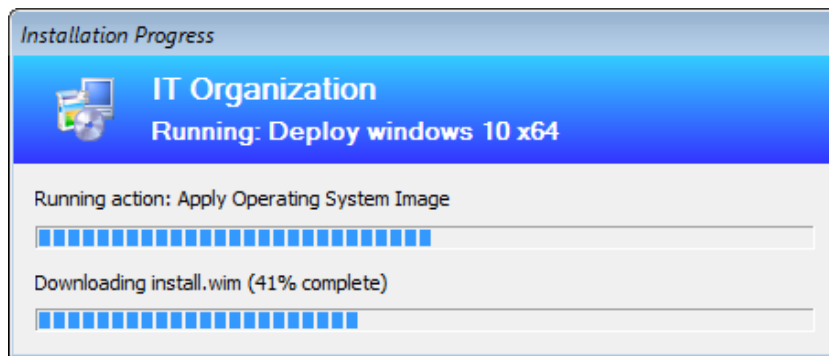 Installation Progress
IT Organization
Running: Deploy windows 10 x64
Running action: Apply Operating System Image
Downloading install.wim (41% complete)